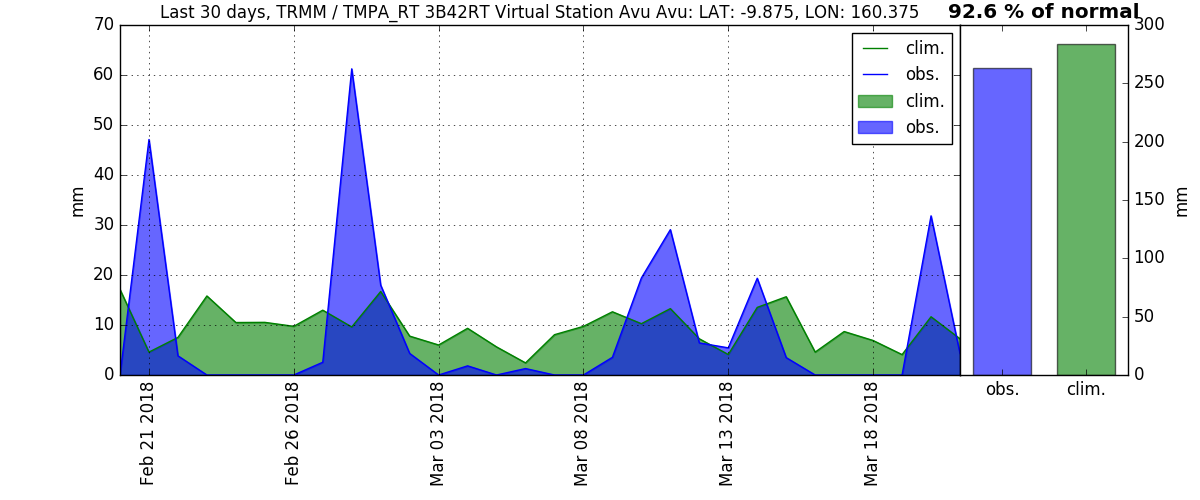 Last 30 days, TRMM / TMPA_RT 3B42RT Virtual Station Avu Avu: LAT: -9.875, LON: 160.375
92.6 % of normal
70
60
50
40
30
20
10
0
mm
clim.
obs.
clim.
obs.
Feb 21 2018
Feb 26 2018
Mar 03 2018
Mar 08 2018
Mar 13 2018
Mar 18 2018
300
250
200
150
100
50
0
mm
obs.
clim.